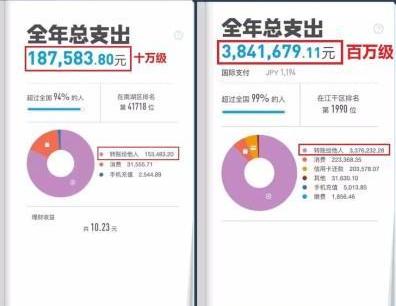 全年总支出
187,583.80元 十万级
超过全国 94% 的人
在南湖区排名
第 41718 位
转账给他人 153,483.20
消费 31,555.71
手机充值 2,544.89
理财收益
共 10.23 元
全年总支出
3,841,679.11元 百万级
国际支付 JPY 1,194
超过全国 99% 的人
在江干区排名
第 1990 位
转账给他人 3,376,232.28
消费 223,368.35
信用卡还款 203,578.07
其他 31,630.10
手机充值 5,013.85
缴费 1,856.46